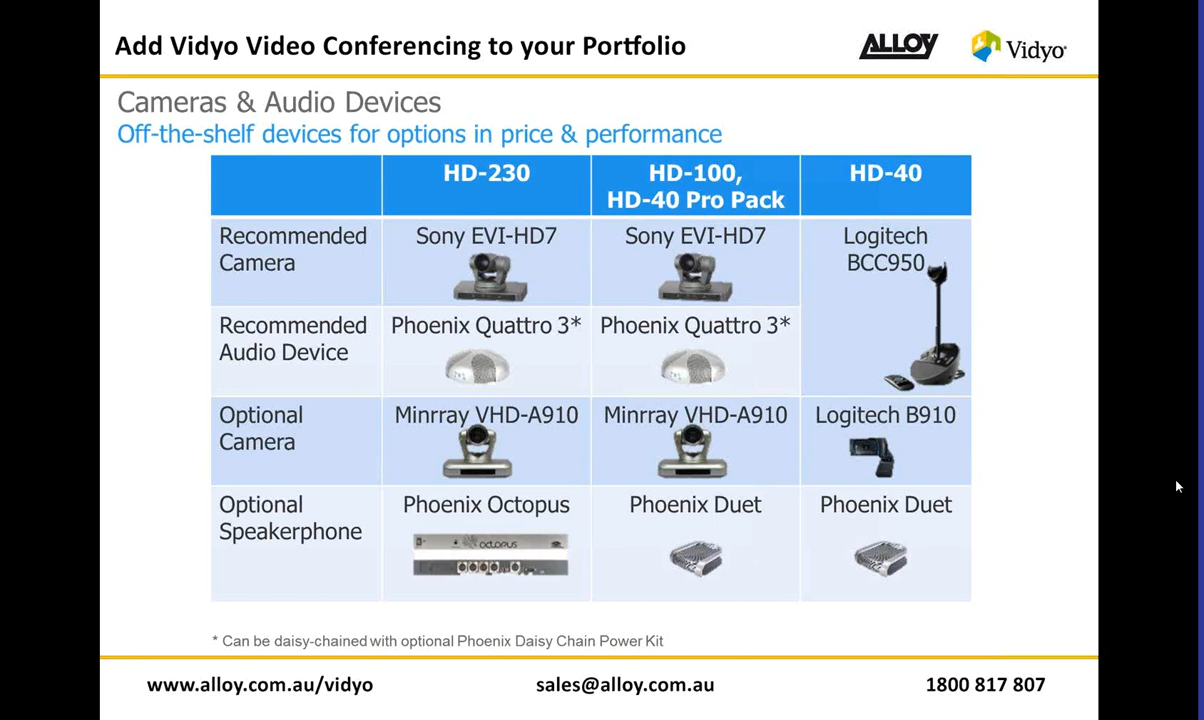 Add Vidyo Video Conferencing to your Portfolio
ALLOY
Vidyo
Cameras & Audio Devices
Off-the-shelf devices for options in price & performance
HD-230
HD-100,
HD-40 Pro Pack
HD-40
Recommended
Camera
Sony EVI-HD7
Sony EVI-HD7
Logitech
BCC950
Recommended
Audio Device
Phoenix Quattro 3*
Phoenix Quattro 3*
Optional
Camera
Minrray VHD-A910
Minrray VHD-A910
Logitech B910
Optional
Speakerphone
Phoenix Octopus
octopus
Phoenix Duet
Phoenix Duet
* Can be daisy-chained with optional Phoenix Daisy Chain Power Kit
www.alloy.com.au/vidyo
sales@alloy.com.au
1800 817 807